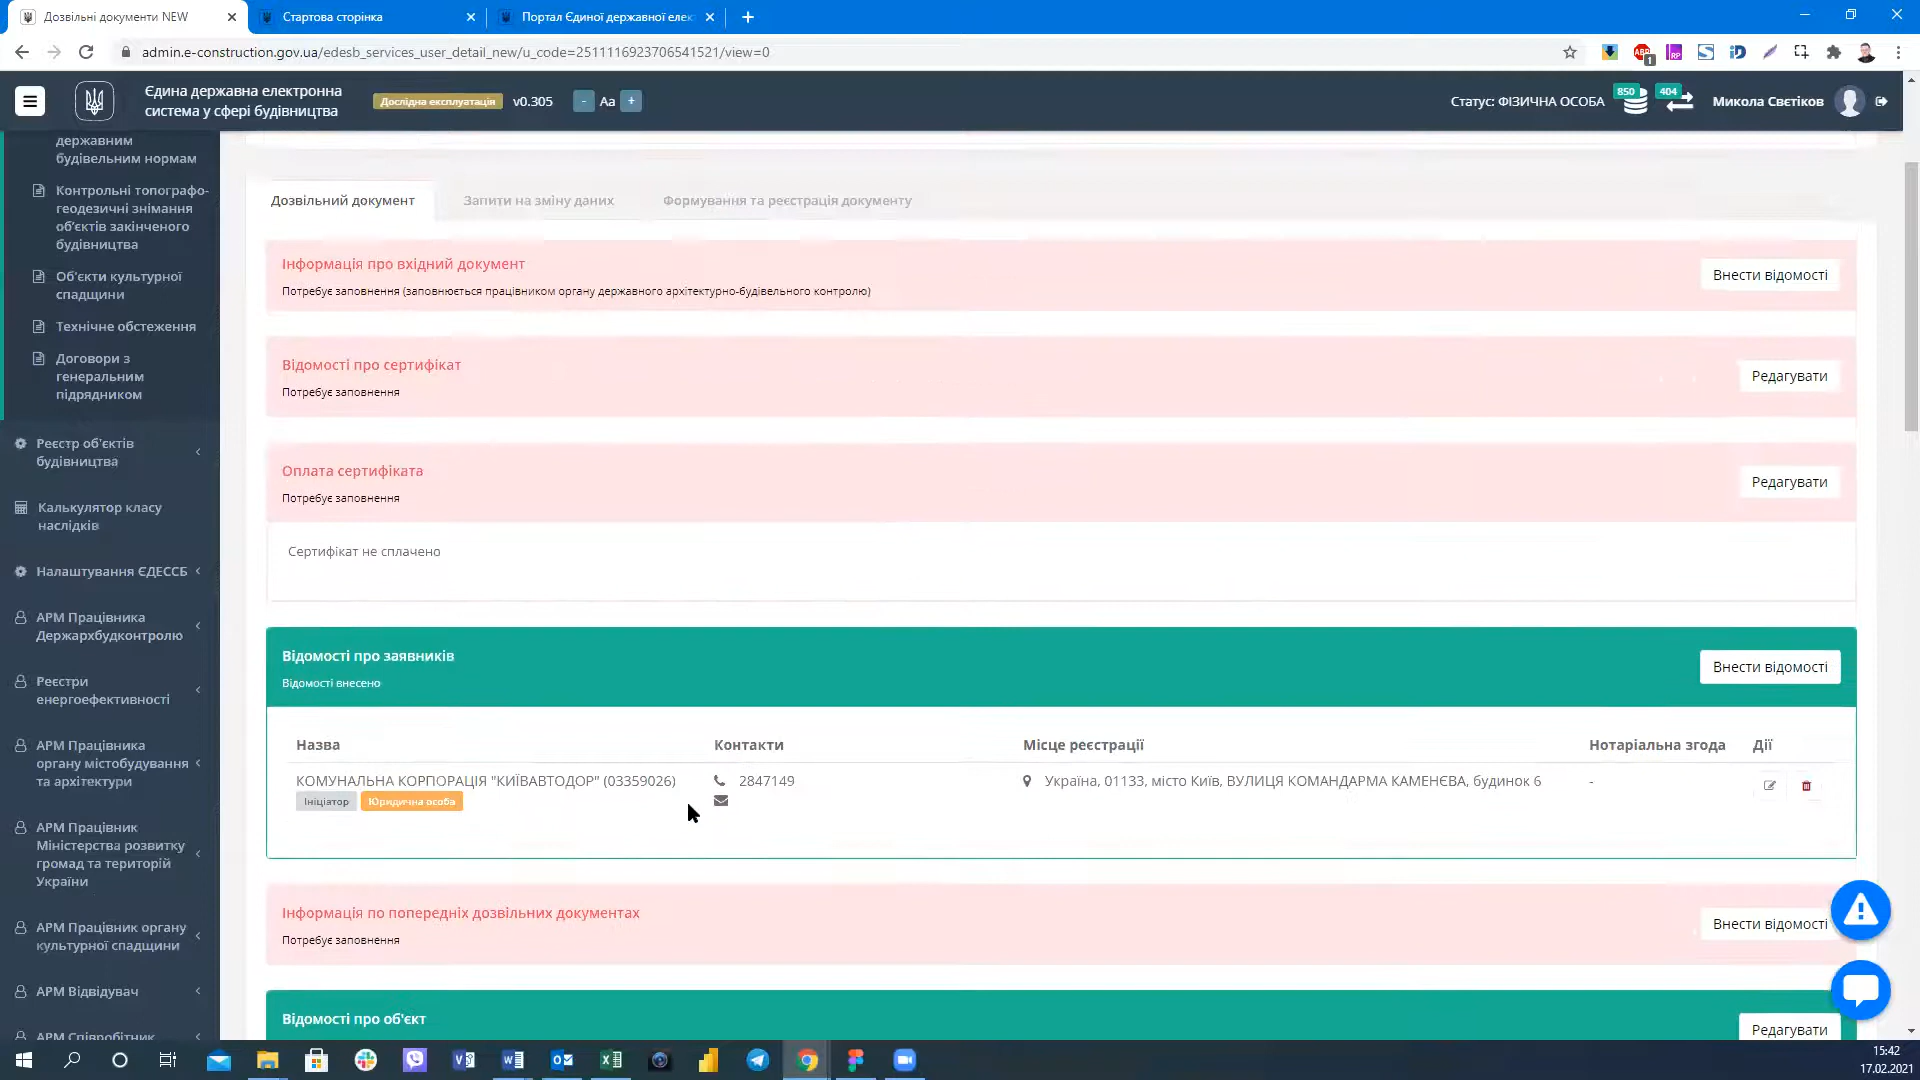 Дозвільні документи NEW
Стартова сторінка
Портал Єдиної державної елек
admin.e-construction.gov.ua/edesb_services_user_detail_new/u_code=2511116923706541521/view=0
ABP
1
RP
Єдина державна електронна
система у сфері будівництва
Дослідна експлуатація
v0.305
- Aa +
Статус: ФІЗИЧНА ОСОБА
850
404
Микола Свєтіков
державним
будівельним нормам
Контрольні топографо-
геодезичні знімання
об'єктів закінченого
будівництва
Об'єкти культурної
спадщини
Технічне обстеження
Договори з
генеральним
підрядником
Реєстр об'єктів
будівництва
Калькулятор класу
наслідків
Налаштування ЄДЕССБ
АРМ Працівника
Держархбудконтролю
Реєстри
енергоефективності
АРМ Працівника
органу містобудування
та архітектури
АРМ Працівник
Міністерства розвитку
громад та територій
України
АРМ Працівник органу
культурної спадщини
АРМ Відвідувач
АРМ Співробітник
Дозвільний документ
Запити на зміну даних
Формування та реєстрація документу
Інформація про вхідний документ
Потребує заповнення (заповнюється працівником органу державного архітектурно-будівельного контролю)
Внести відомості
Відомості про сертифікат
Потребує заповнення
Редагувати
Оплата сертифіката
Потребує заповнення
Редагувати
Сертифікат не сплачено
Відомості про заявників
Відомості внесено
Внести відомості
Назва
Контакти
Місце реєстрації
Нотаріальна згода
Дії
КОМУНАЛЬНА КОРПОРАЦІЯ "КИЇВАВТОДОР" (03359026)
Ініціатор
Юридична особа
2847149
Україна, 01133, місто Київ, ВУЛИЦЯ КОМАНДАРМА КАМЕНЄВА, будинок 6
-
Інформація по попередніх дозвільних документах
Потребує заповнення
Внести відомості
Відомості про об'єкт
Редагувати
15:42
17.02.2021